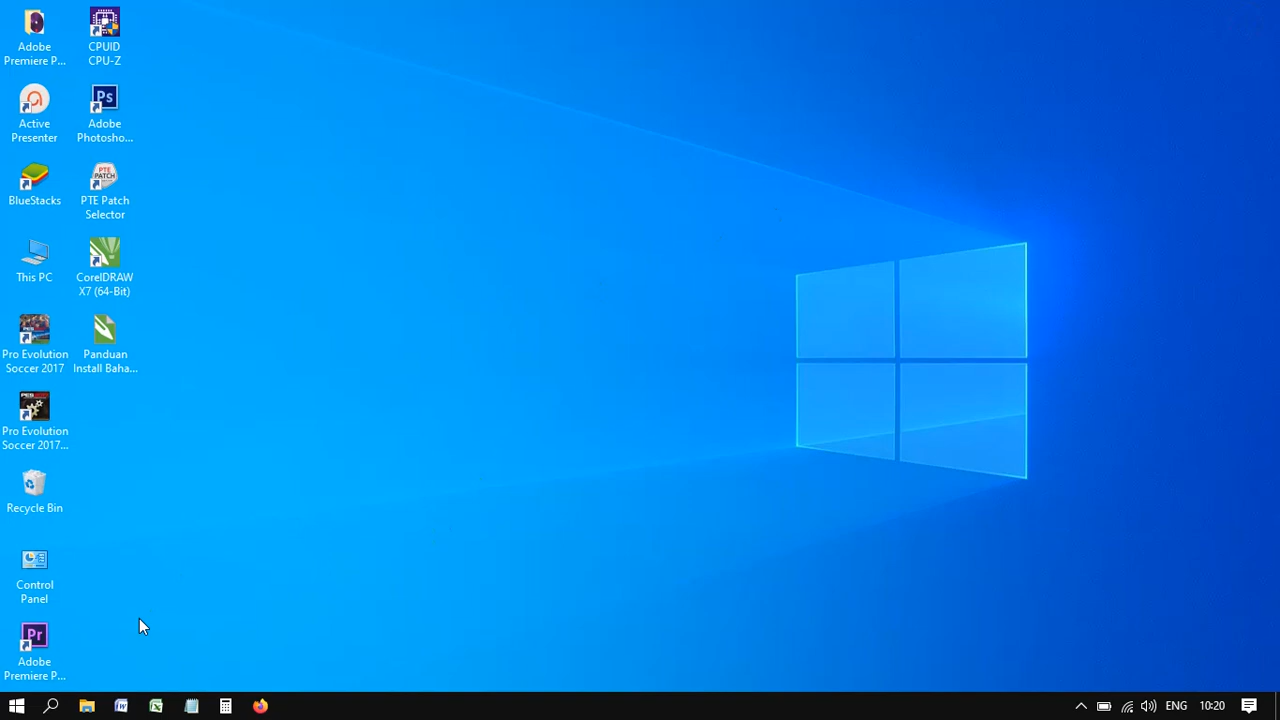 Adobe
Premiere P...
CPUID
CPU-Z
Active
Presenter
Ps
Adobe
Photosho...
BlueStacks
PTE
PATCH
PTE Patch
Selector
This PC
CorelDRAW
X7 (64-Bit)
Pro Evolution
Soccer 2017
Panduan
Install Baha...
Pro Evolution
Soccer 2017...
Recycle Bin
Control
Panel
Pr
Adobe
Premiere P...
ENG
10:20